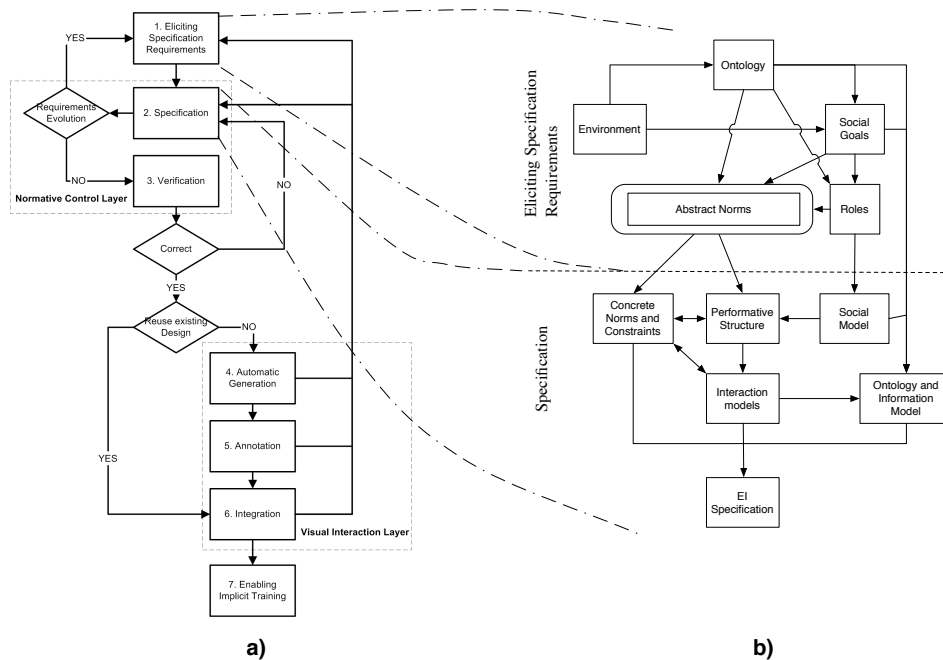 1. Eliciting
Specification
Requirements
YES
Requirements
Evolution
2. Specification
NO
3. Verification
NO
Normative Control Layer
Correct
YES
Reuse existing
Design
NO
4. Automatic
Generation
5. Annotation
YES
6. Integration
Visual Interaction Layer
7. Enabling
Implicit Training
a)
Eliciting Specification
Requirements
Ontology
Environment
Social
Goals
Abstract Norms
Roles
Specification
Concrete
Norms and
Constraints
Performative
Structure
Social
Model
Interaction
models
Ontology and
Information
Model
EI
Specification
b)